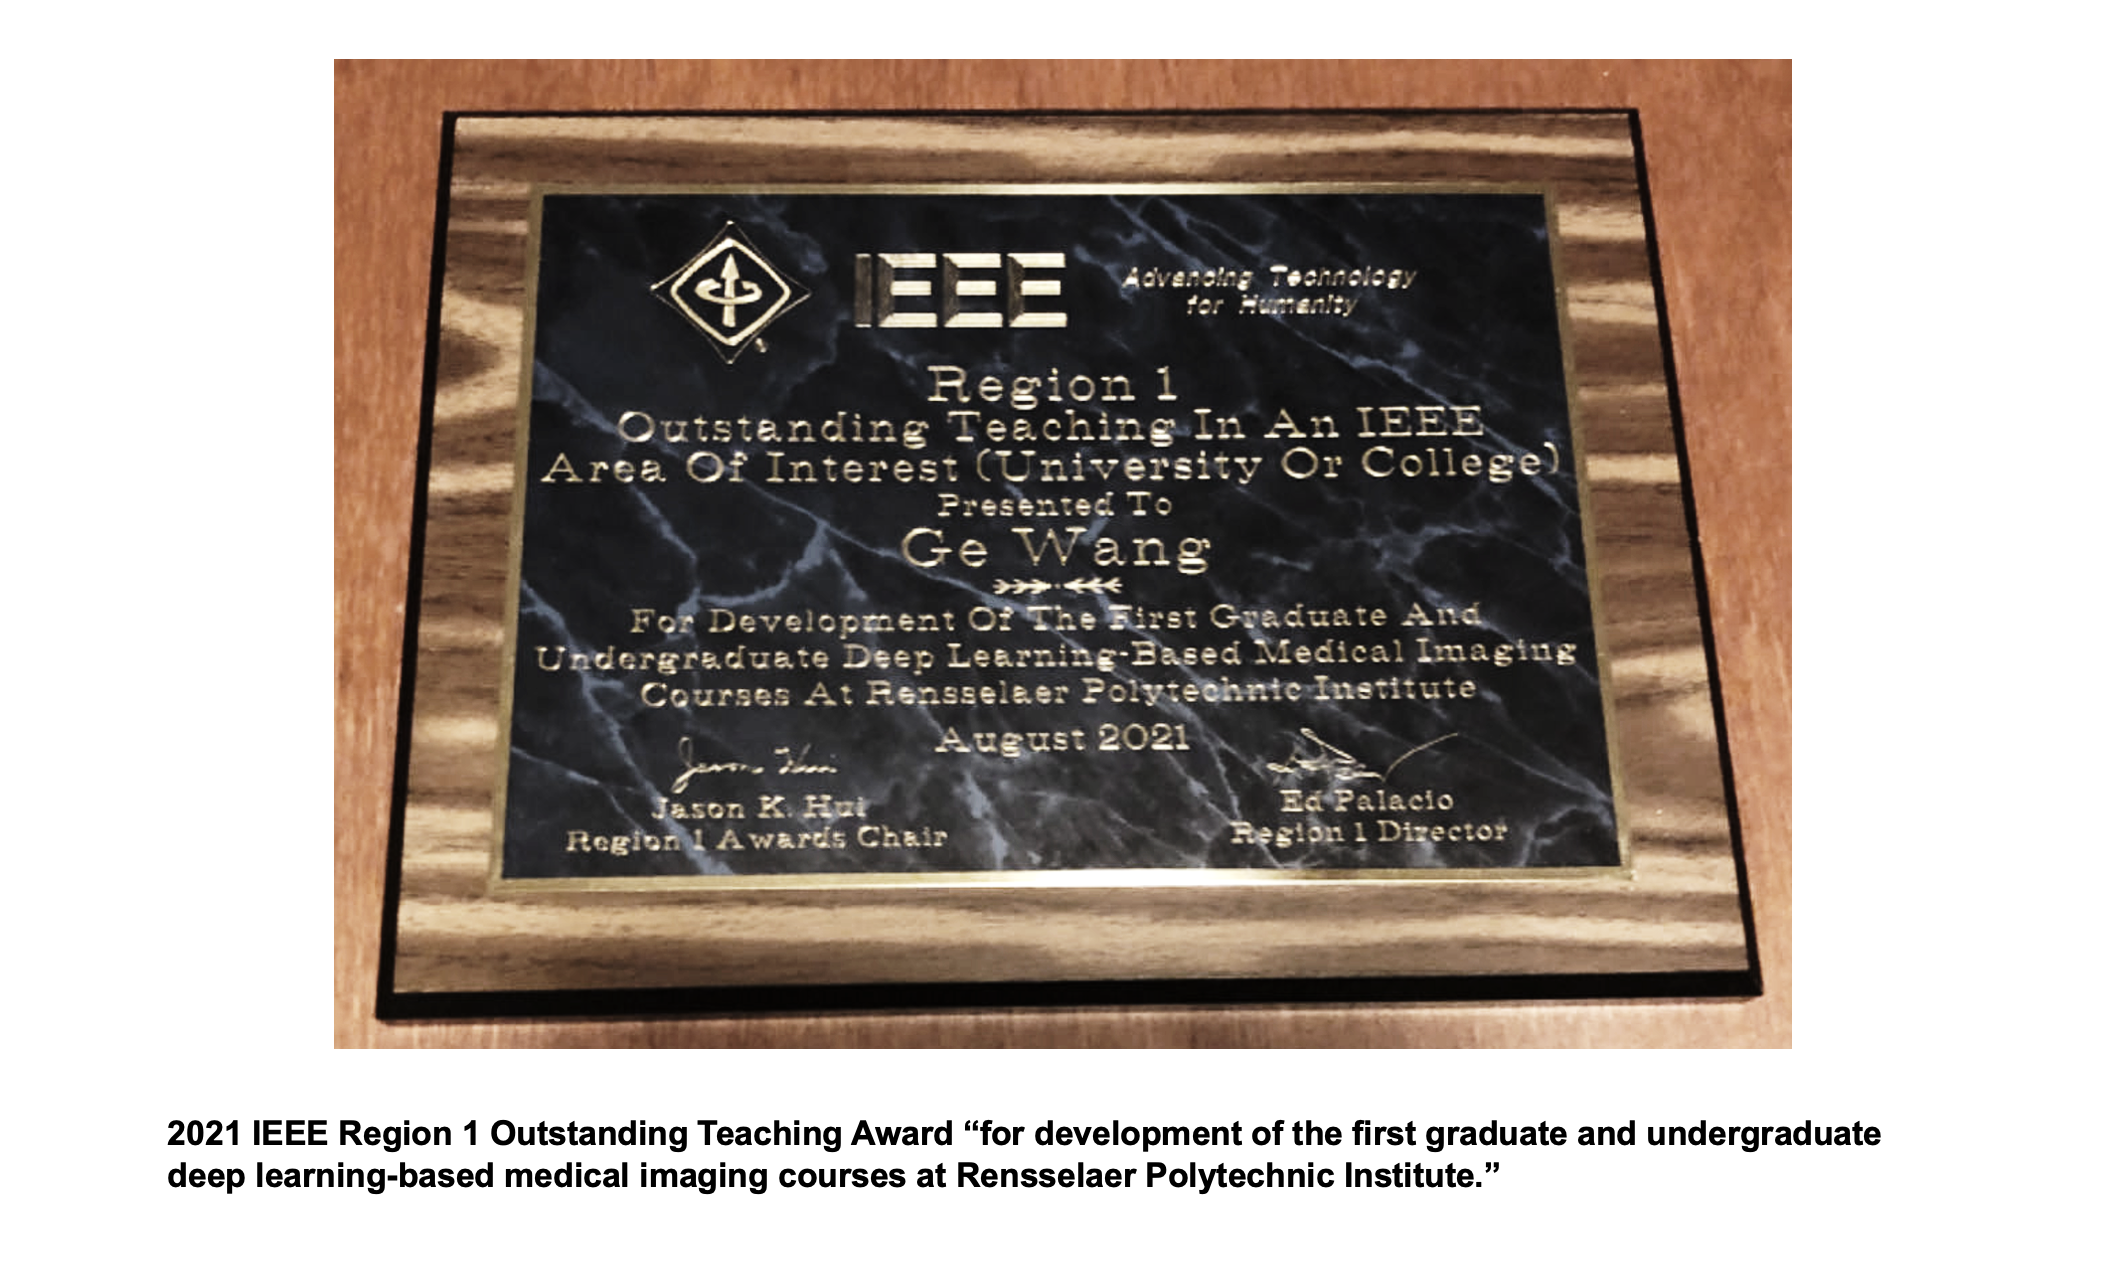 IEEE
Advancing Technology
for Humanity
Region 1
Outstanding Teaching In An IEEE
Area Of Interest (University Or College)
Presented To
Ge Wang
For Development Of The First Graduate And
Undergraduate Deep Learning-Based Medical Imaging
Courses At Rensselaer Polytechnic Institute
August 2021
Jason K. Hui
Region 1 Awards Chair
Ed Palacio
Region 1 Director
2021 IEEE Region 1 Outstanding Teaching Award “for development of the first graduate and undergraduate
deep learning-based medical imaging courses at Rensselaer Polytechnic Institute.”